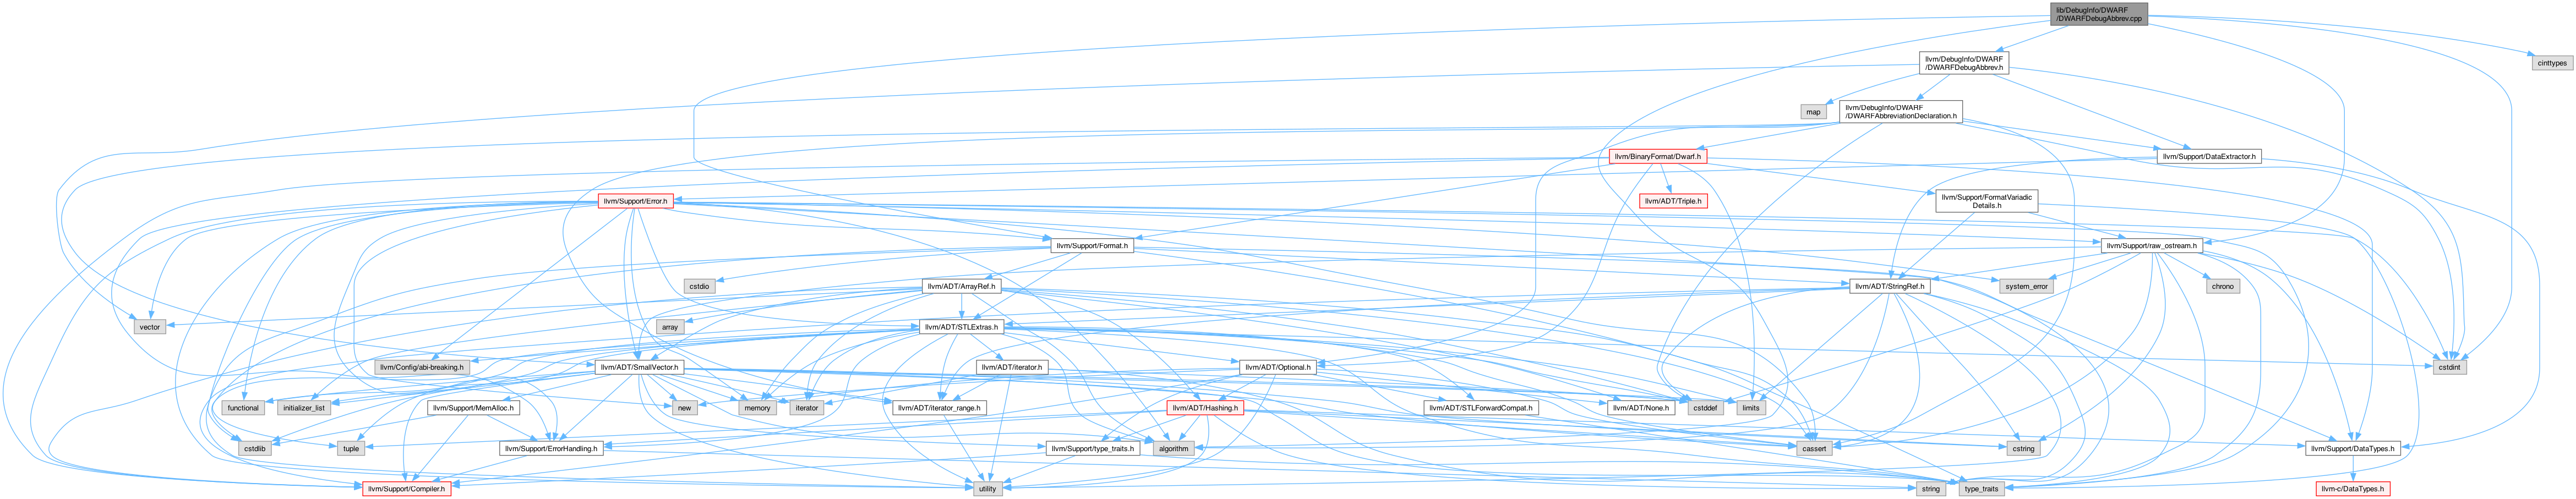 lib/DebugInfo/DWARF
/DWARFDebugAbbrev.cpp
llvm/DebugInfo/DWARF
/DWARFDebugAbbrev.h
cinttypes
map
llvm/DebugInfo/DWARF
/DWARFAbbreviationDeclaration.h
llvm/BinaryFormat/Dwarf.h
llvm/Support/DataExtractor.h
llvm/Support/Error.h
llvm/ADT/Triple.h
llvm/Support/FormatVariadic
Details.h
llvm/Support/Format.h
llvm/Support/raw_ostream.h
cstdio
llvm/ADT/ArrayRef.h
llvm/ADT/StringRef.h
system_error
chrono
vector
array
llvm/ADT/STLExtras.h
llvm/Config/abi-breaking.h
llvm/ADT/SmallVector.h
llvm/ADT/iterator.h
llvm/ADT/Optional.h
cstdint
functional
initializer_list
llvm/Support/MemAlloc.h
new
memory
iterator
llvm/ADT/iterator_range.h
llvm/ADT/Hashing.h
llvm/ADT/STLForwardCompat.h
llvm/ADT/None.h
cstddef
limits
cstdlib
tuple
llvm/Support/ErrorHandling.h
llvm/Support/type_traits.h
algorithm
cassert
cstring
llvm/Support/DataTypes.h
llvm/Support/Compiler.h
utility
string
type_traits
llvm-c/DataTypes.h